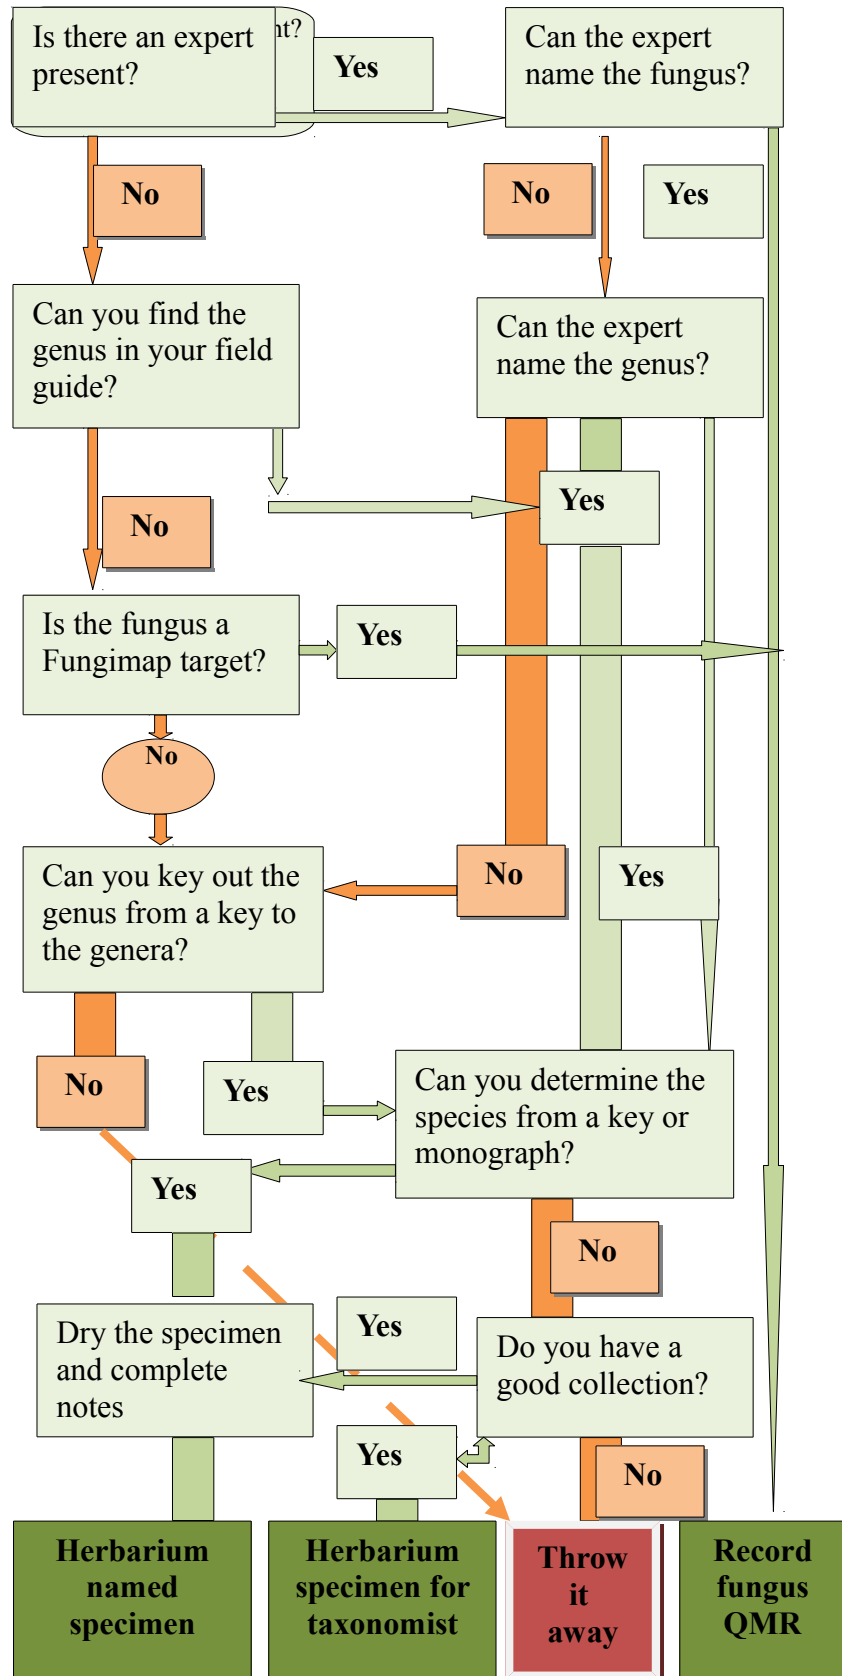 Is there an expert
present?
nt?
Yes
Can the expert
name the fungus?
No
No
Yes
Can you find the
genus in your field
guide?
Can the expert
name the genus?
Yes
No
Is the fungus a
Fungimap target?
Yes
No
Can you key out the
genus from a key to
the genera?
No
Yes
No
Yes
Can you determine the
species from a key or
monograph?
Yes
No
Dry the specimen
and complete
notes
Yes
Do you have a
good collection?
Yes
No
Herbarium
named
specimen
Herbarium
specimen for
taxonomist
Throw
it
away
Record
fungus
QMR